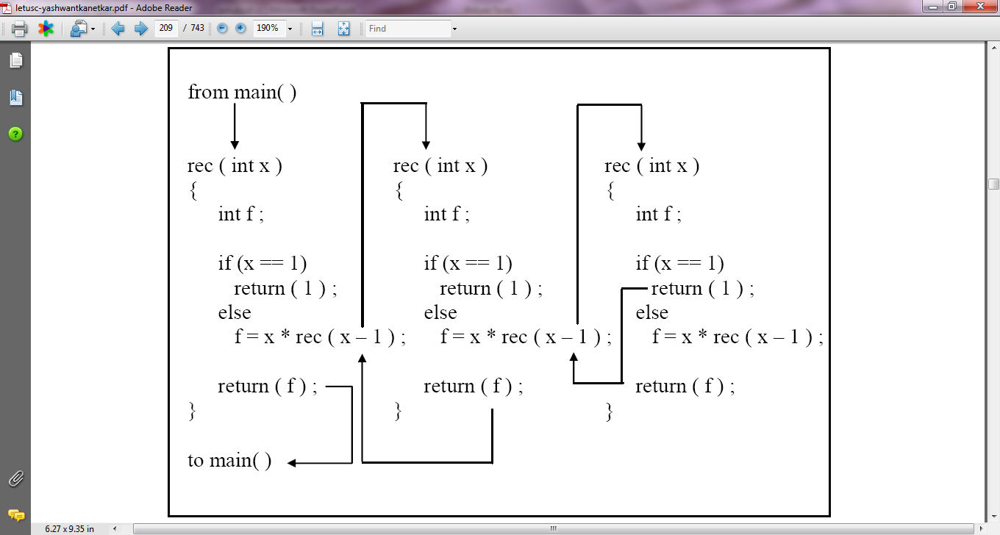 letusc-yashwantkanetkar.pdf - Adobe Reader
209 / 743 190% Find
from main( )
rec ( int x )
{
int f ;
if (x == 1)
return ( 1 ) ;
else
f = x * rec ( x – 1 ) ;
return ( f ) ;
}
to main( )
rec ( int x )
{
int f ;
if (x == 1)
return ( 1 ) ;
else
f = x * rec ( x – 1 ) ;
return ( f ) ;
}
rec ( int x )
{
int f ;
if (x == 1)
return ( 1 ) ;
else
f = x * rec ( x – 1 ) ;
return ( f ) ;
}
6.27 x 9.35 in